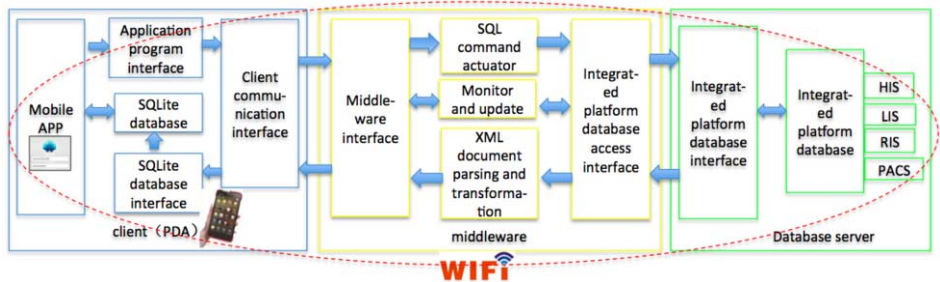 Mobile
APP
Application
program
interface
SQLite
database
SQLite
database
interface
Client
commu-
nication
interface
client（PDA）
Middle-
ware
interface
SQL
command
actuator
Monitor
and update
XML
document
parsing and
transforma-
tion
Integrat-
ed
platform
database
access
interface
middleware
Integrat-
ed
platform
database
interface
Integrat-
ed
platform
database
HIS
LIS
RIS
PACS
Database server
WIFi